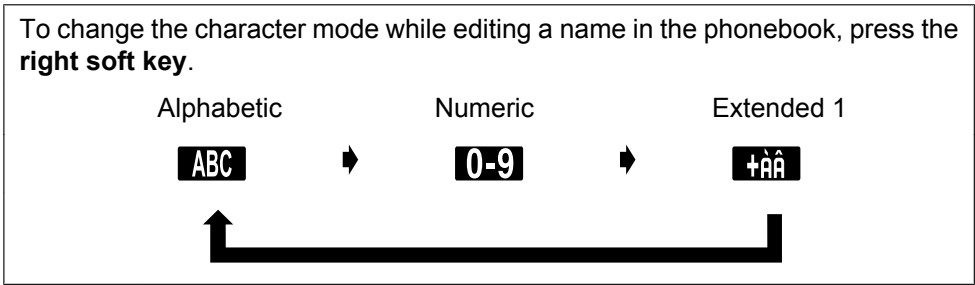 To change the character mode while editing a name in the phonebook, press the
right soft key.
Alphabetic Numeric Extended 1
ABC 0-9 +ÀÂ